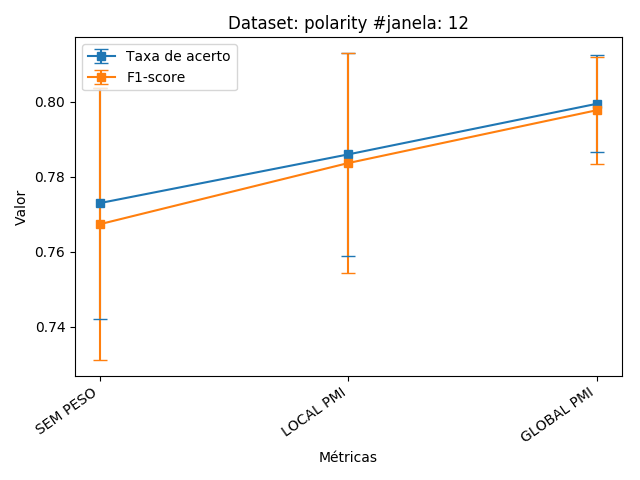 Dataset: polarity #janela: 12
Taxa de acerto
F1-score
0.80
0.78
0.76
0.74
Valor
SEM PESO
LOCAL PMI
GLOBAL PMI
Métricas